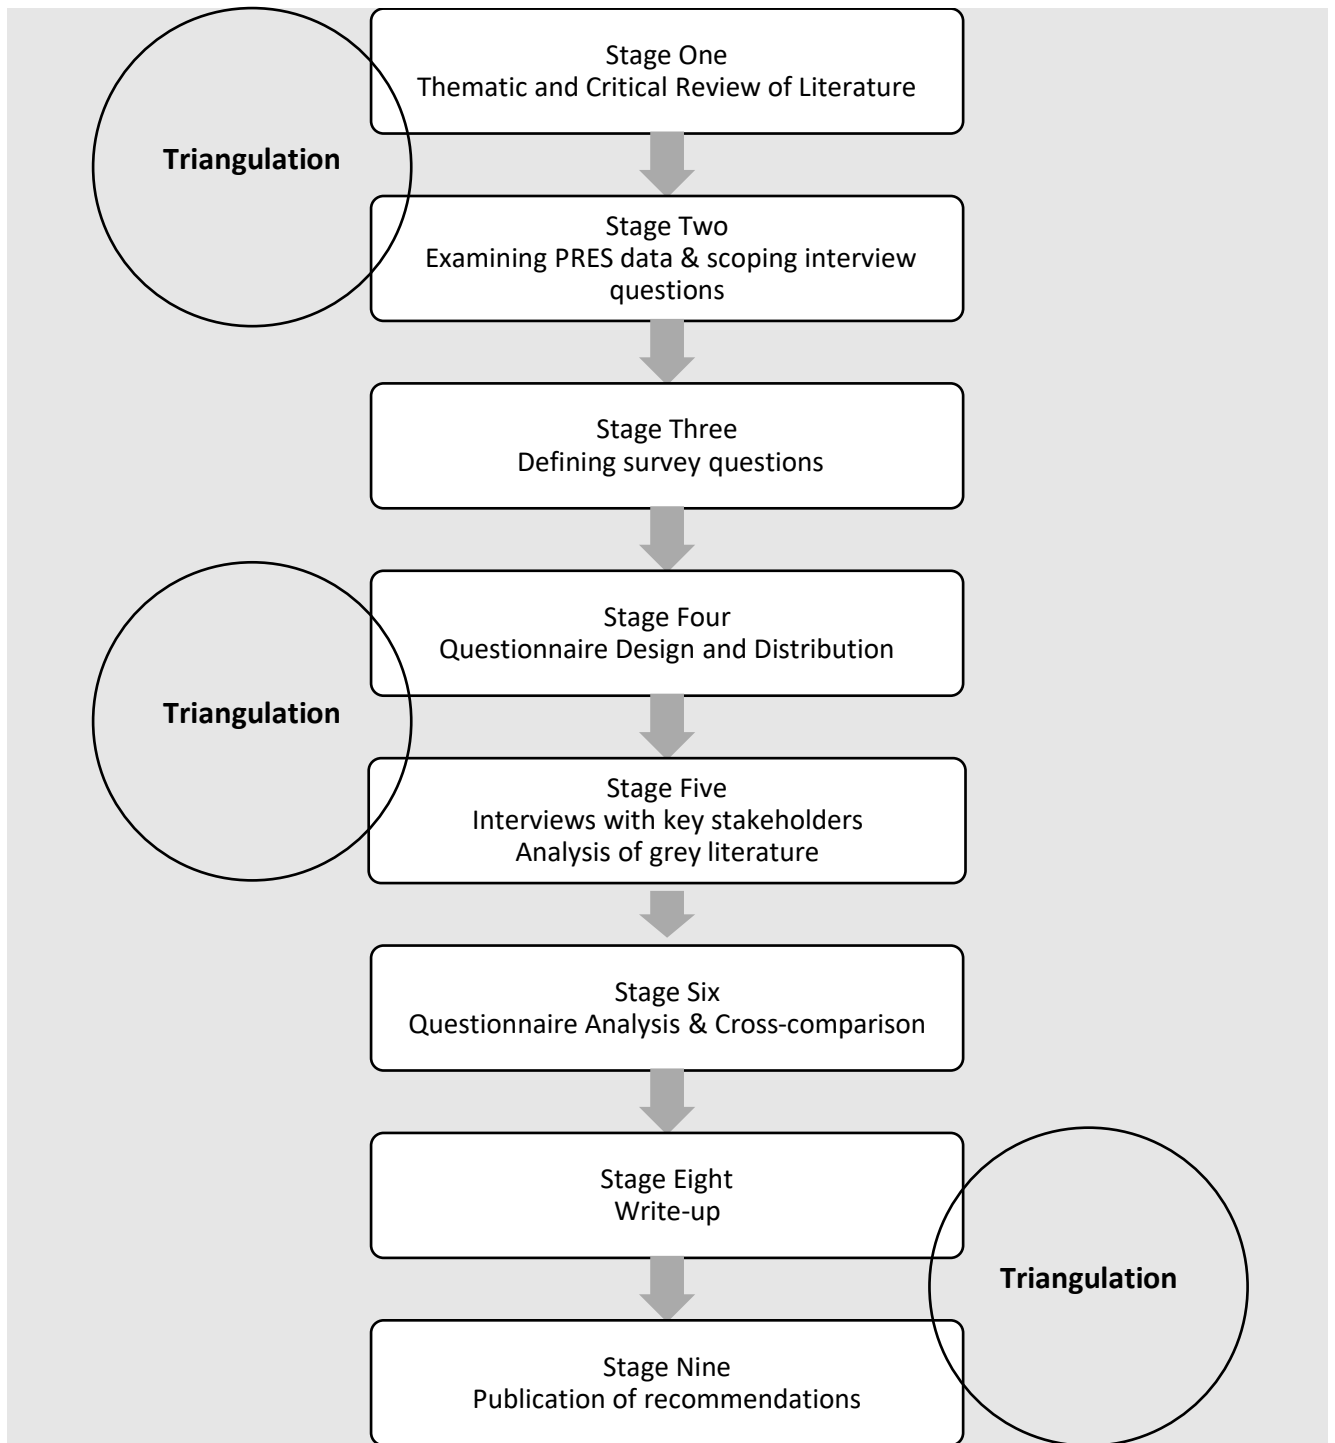 Stage One
Thematic and Critical Review of Literature
Triangulation
Stage Two
Examining PRES data & scoping interview
questions
Stage Three
Defining survey questions
Stage Four
Questionnaire Design and Distribution
Triangulation
Stage Five
Interviews with key stakeholders
Analysis of grey literature
Stage Six
Questionnaire Analysis & Cross-comparison
Stage Eight
Write-up
Triangulation
Stage Nine
Publication of recommendations